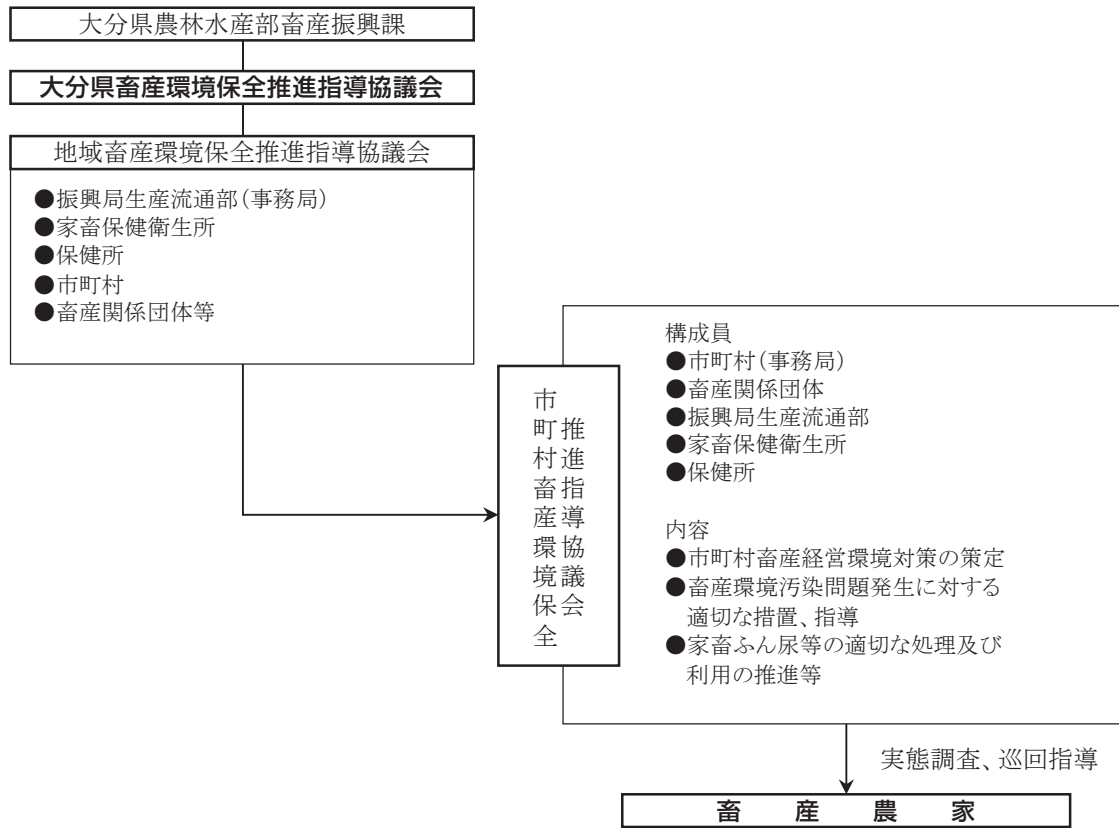 大分県農林水産部畜産振興課
大分県畜産環境保全推進指導協議会
地域畜産環境保全推進指導協議会
●振興局生産流通部(事務局)
●家畜保健衛生所
●保健所
●市町村
●畜産関係団体等
市町村畜産環境保全
推進指導協議会
構成員
●市町村(事務局)
●畜産関係団体
●振興局生産流通部
●家畜保健衛生所
●保健所
内容
●市町村畜産経営環境対策の策定
●畜産環境汚染問題発生に対する
適切な措置、指導
●家畜ふん尿等の適切な処理及び
利用の推進等
実態調査、巡回指導
畜産農家